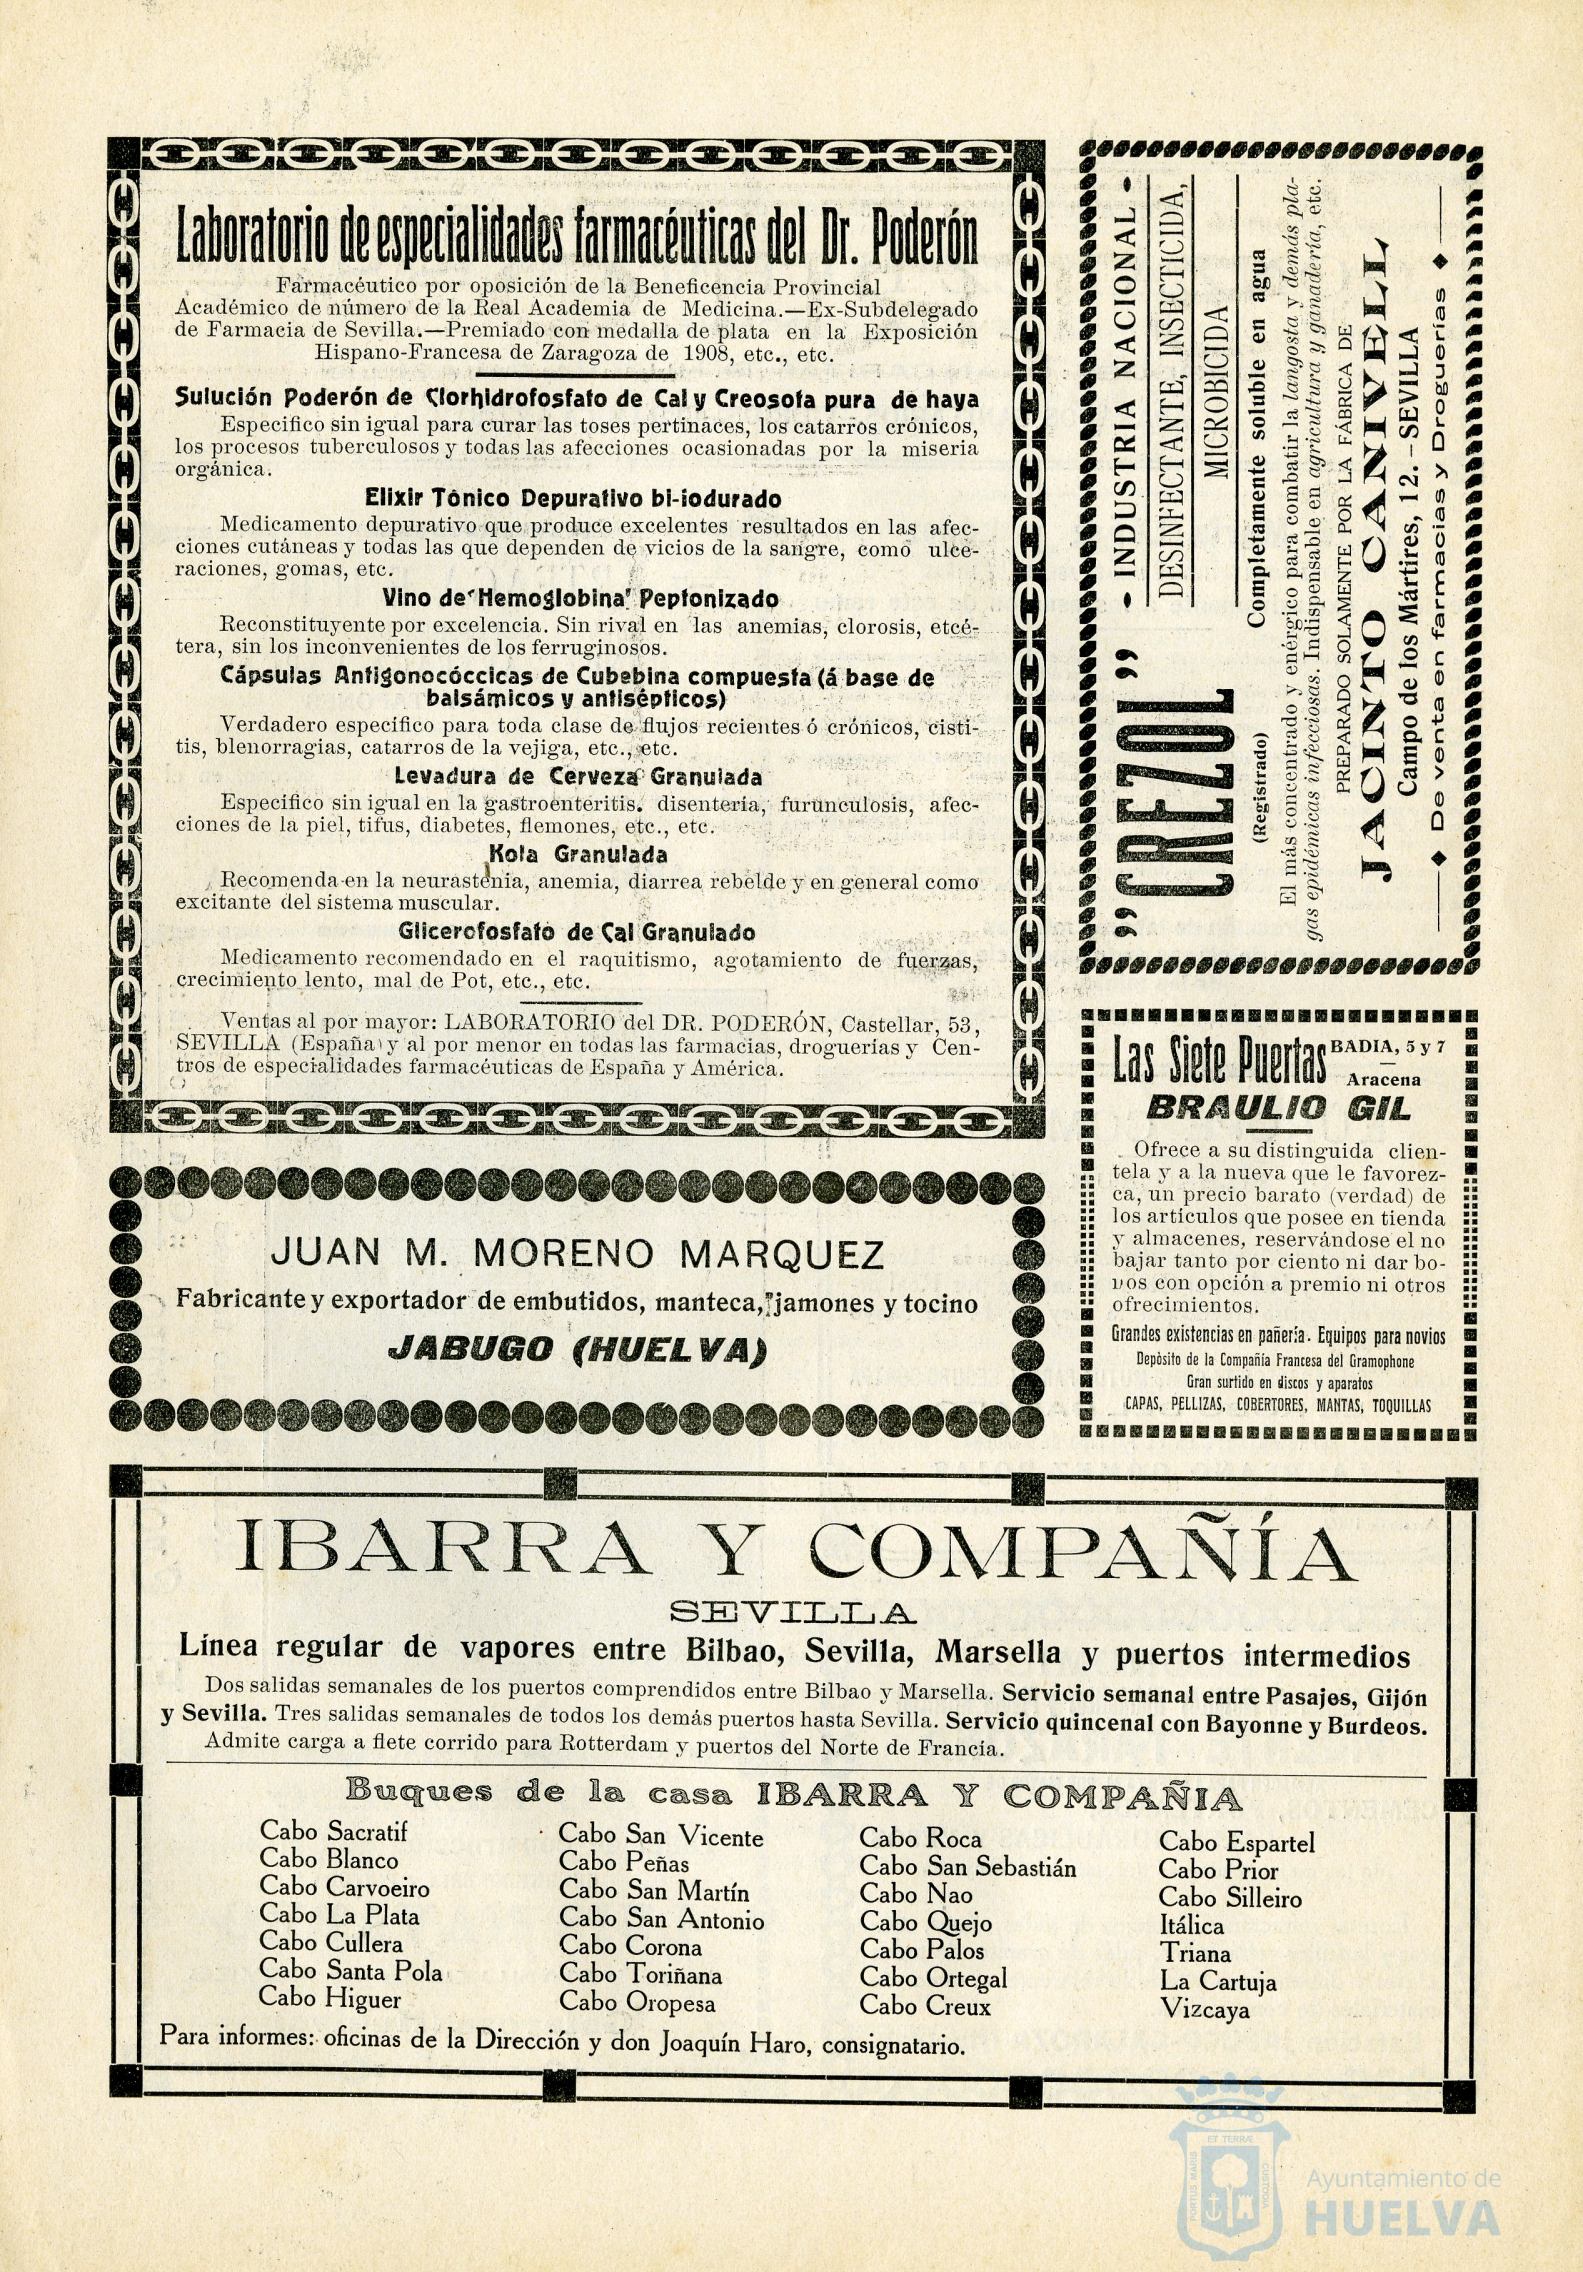 Laboratorio de especialidades farmacéuticas del Dr. Poderón
Farmacéutico por oposición de la Beneficencia Provincial
Académico de número de la Real Academia de Medicina.—Ex-Subdelegado
de Farmacia de Sevilla.—Premiado con medalla de plata en la Exposición
Hispano-Francesa de Zaragoza de 1908, etc., etc.
Sulución Poderón de Clorhidrofosfato de Cal y Creosota pura de haya
Especifico sin igual para curar las toses pertinaces, los catarros crónicos,
los procesos tuberculosos y todas las afecciones ocasionadas por la miseria
orgánica.
Elixir Tónico Depurativo bi-iodurado
Medicamento depurativo que produce excelentes resultados en las afec-
ciones cutáneas y todas las que dependen de vicios de la sangre, como ulce-
raciones, gomas, etc.
Vino de 'Hemoglobina' Peptonizado
Reconstituyente por excelencia. Sin rival en las anemias, clorosis, etcé-
tera, sin los inconvenientes de los ferruginosos.
Cápsulas Antigonocóccicas de Cubebina compuesta (á base de
balsámicos y antisépticos)
Verdadero especifico para toda clase de flujos recientes ó crónicos, cisti-
tis, blenorragias, catarros de la vejiga, etc., etc.
Levadura de Cerveza Granulada
Especifico sin igual en la gastroenteritis. disenteria, furunculosis, afec-
ciones de la piel, tifus, diabetes, flemones, etc., etc.
Kola Granulada
Recomenda en la neurastenia, anemia, diarrea rebelde y en general como
excitante del sistema muscular.
Glicerofosfato de Cal Granulado
Medicamento recomendado en el raquitismo, agotamiento de fuerzas,
crecimiento lento, mal de Pot, etc., etc.
Ventas al por mayor: LABORATORIO del DR. PODERÓN, Castellar, 53,
SEVILLA (España) y al por menor en todas las farmacias, droguerías y Cen-
tros de especialidades farmacéuticas de España y América.
"CREZOL"
(Registrado)
- INDUSTRIA NACIONAL -
DESINFECTANTE, INSECTICIDA,
MICROBICIDA
Completamente soluble en agua
El más concentrado y enérgico para combatir la langosta y demás pla-
gas epidémicas infecciosas. Indispensable en agricultura y ganadería, etc.
PREPARADO SOLAMENTE POR LA FÁBRICA DE
JACINTO CANIVELL
Campo de los Mártires, 12.-SEVILLA
De venta en farmacias y Droguerías
Las Siete Puertas BADIA, 5 y 7
Aracena
BRAULIO GIL
Ofrece a su distinguida clien-
tela y a la nueva que le favorez-
ca, un precio barato (verdad) de
los artículos que posee en tienda
y almacenes, reservándose el no
bajar tanto por ciento ni dar bo-
nos con opción a premio ni otros
ofrecimientos.
Grandes existencias en pañería. Equipos para novios
Depósito de la Compañía Francesa del Gramophone
Gran surtido en discos y aparatos
CAPAS, PELLIZAS, COBERTORES, MANTAS, TOQUILLAS
JUAN M. MORENO MARQUEZ
Fabricante y exportador de embutidos, manteca, jamones y tocino
JABUGO (HUELVA)
IBARRA Y COMPAÑÍA
SEVILLA
Línea regular de vapores entre Bilbao, Sevilla, Marsella y puertos intermedios
Dos salidas semanales de los puertos comprendidos entre Bilbao y Marsella. Servicio semanal entre Pasajes, Gijón
y Sevilla. Tres salidas semanales de todos los demás puertos hasta Sevilla. Servicio quincenal con Bayonne y Burdeos.
Admite carga a flete corrido para Rotterdam y puertos del Norte de Francía.
Buques de la casa IBARRA Y COMPAÑIA
Cabo Sacratif
Cabo Blanco
Cabo Carvoeiro
Cabo La Plata
Cabo Cullera
Cabo Santa Pola
Cabo Higuer
Cabo San Vicente
Cabo Peñas
Cabo San Martín
Cabo San Antonio
Cabo Corona
Cabo Toriñana
Cabo Oropesa
Cabo Roca
Cabo San Sebastián
Cabo Nao
Cabo Quejo
Cabo Palos
Cabo Ortegal
Cabo Creux
Cabo Espartel
Cabo Prior
Cabo Silleiro
Itálica
Triana
La Cartuja
Vizcaya
Para informes: oficinas de la Dirección y don Joaquín Haro, consignatario.
PORTUS MARIS
ET TERRÆ
CUSTODIA
Ayuntamiento de
HUELVA